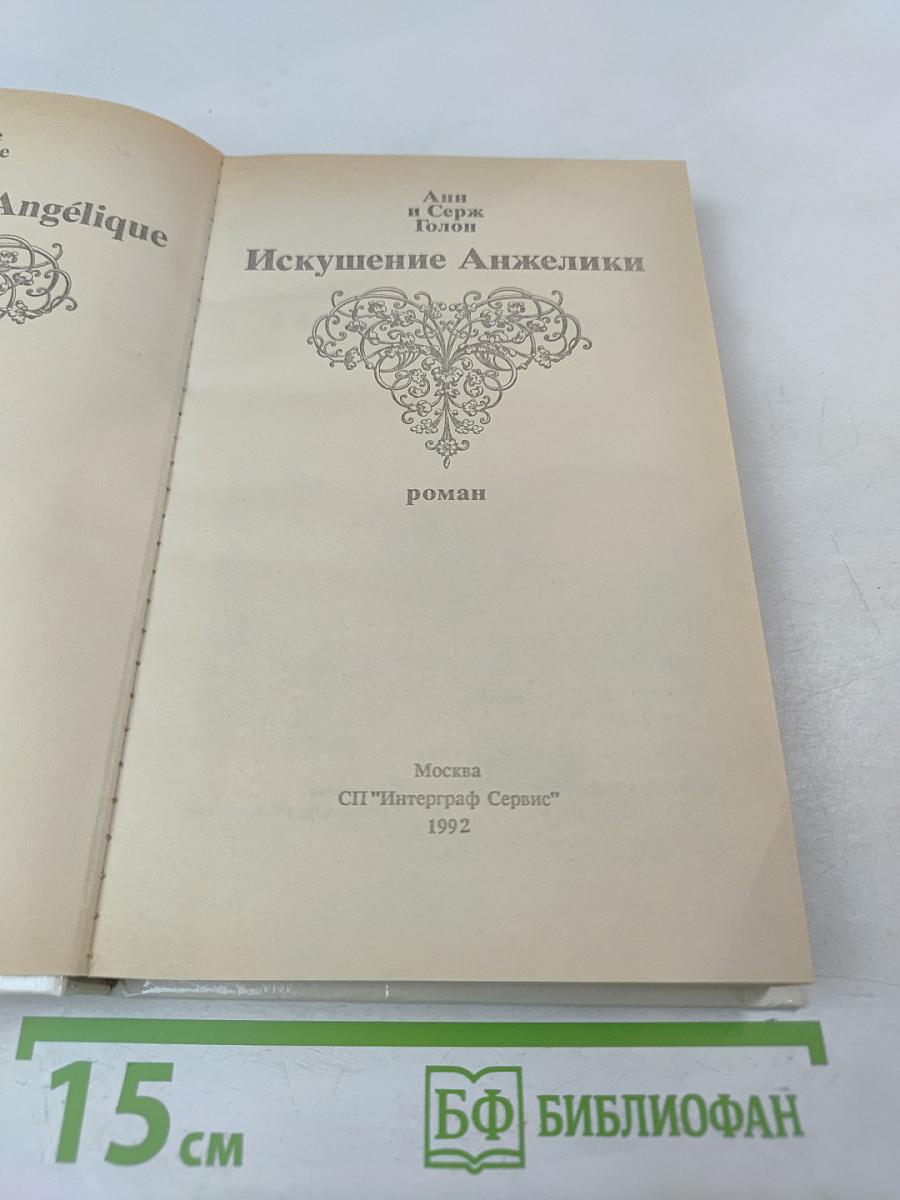 Angélique
Анн
и Серж
Голон
Искушение Анжелики
роман
Москва
СП "Интерграф Сервис"
1992
15 см
БФ БИБЛИОФАН